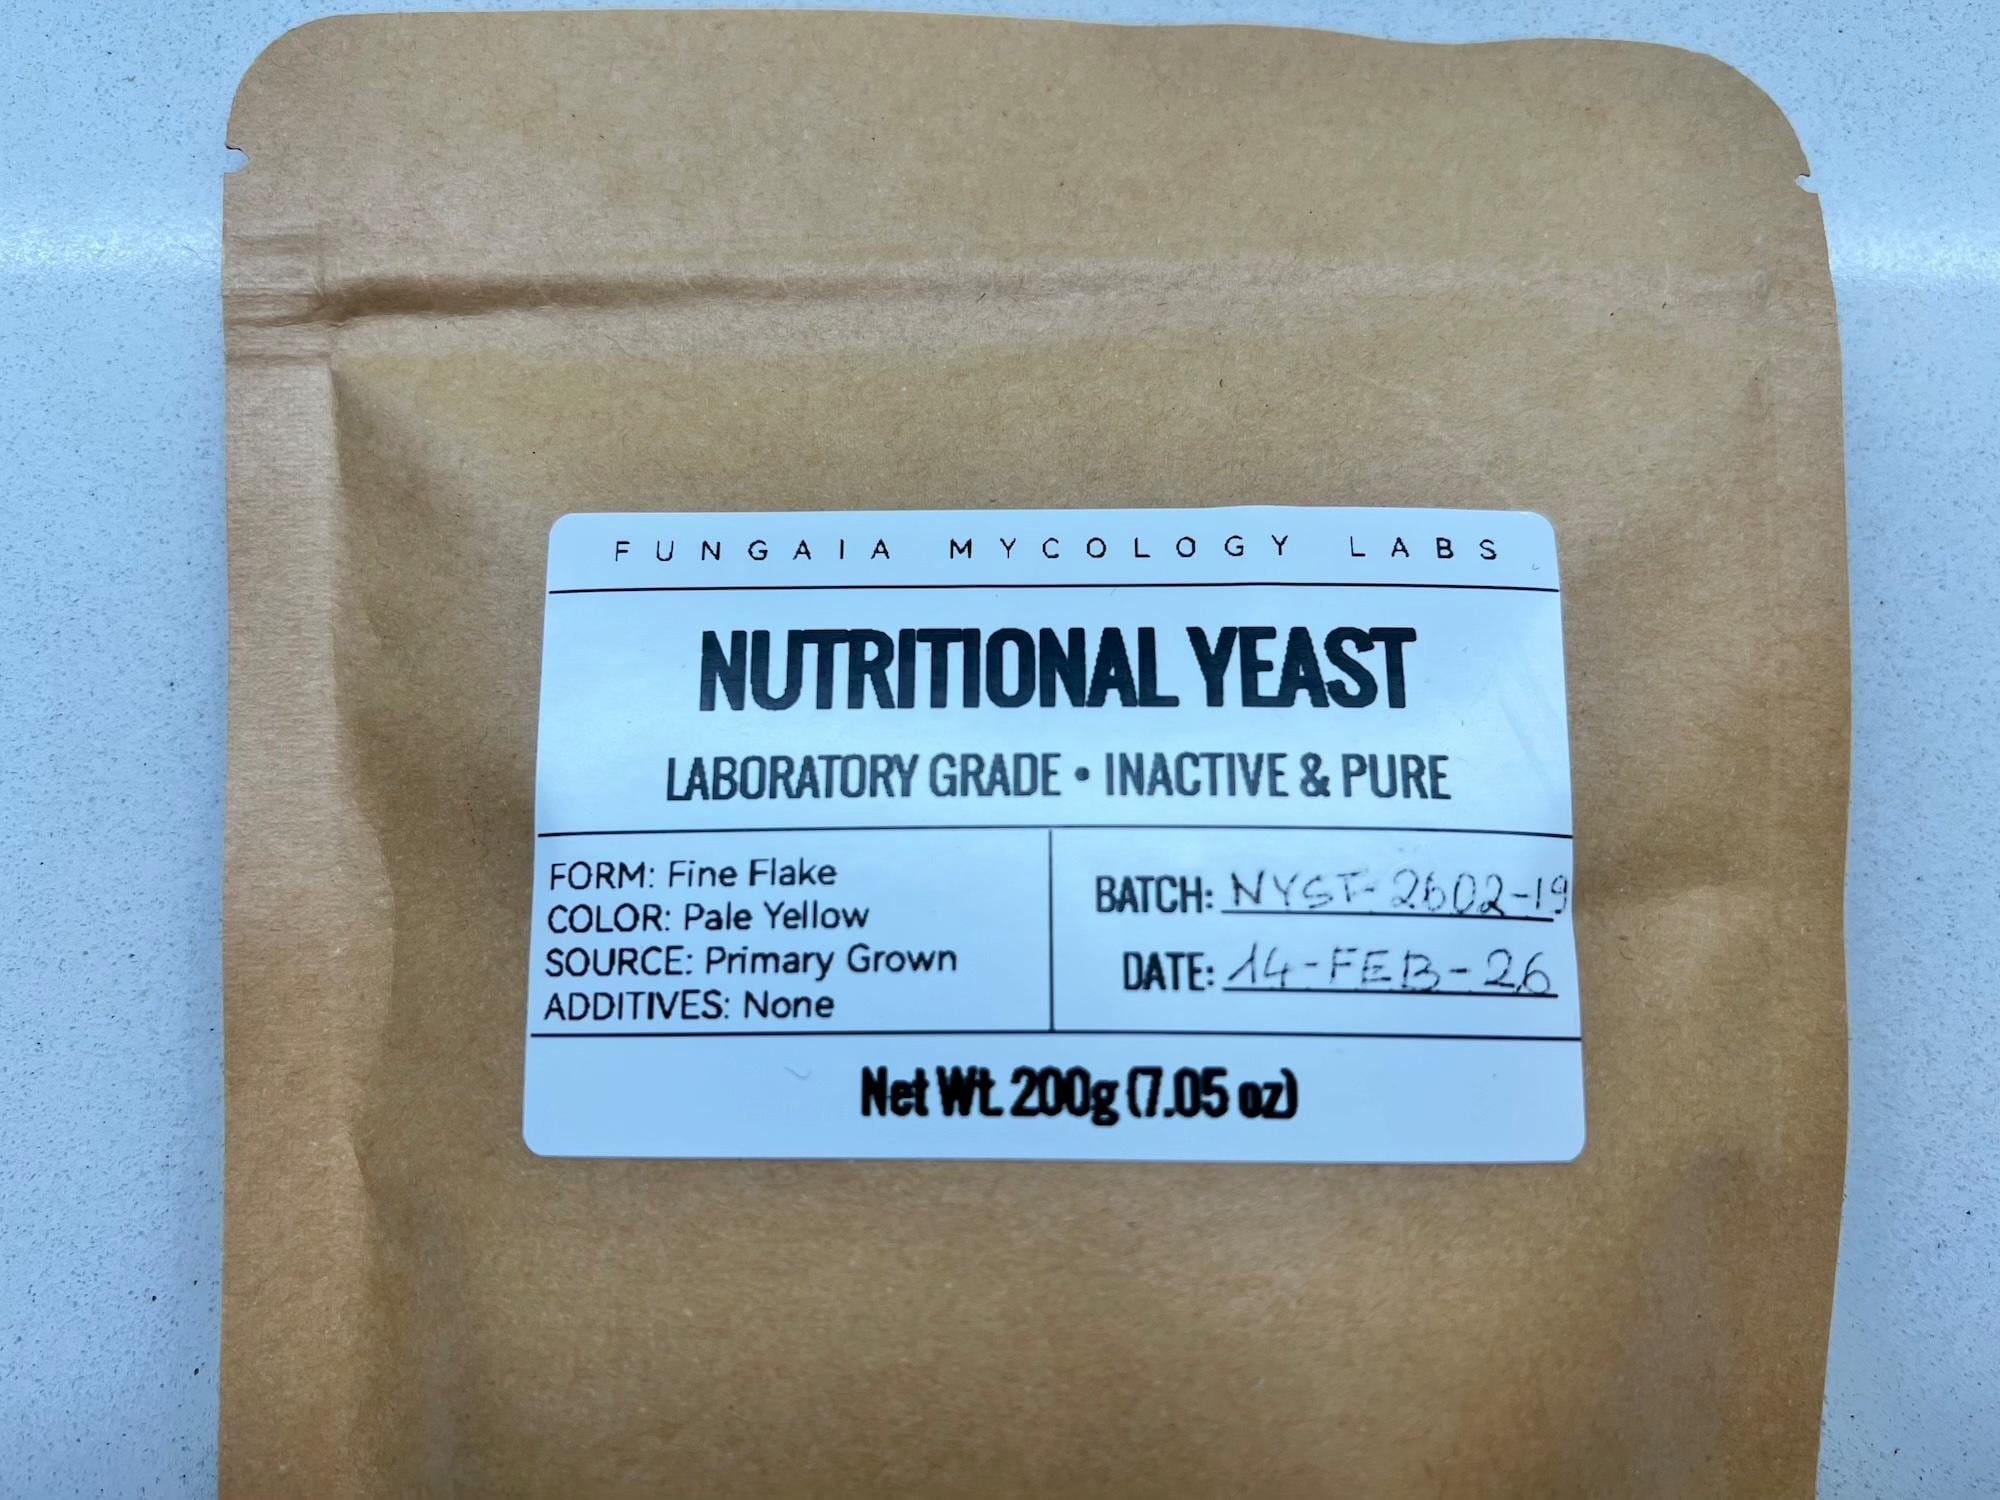 FUNGAIA MYCOLOGY LABS
NUTRITIONAL YEAST
LABORATORY GRADE • INACTIVE & PURE
FORM: Fine Flake
COLOR: Pale Yellow
SOURCE: Primary Grown
ADDITIVES: None
BATCH: NYST-2602-19
DATE: 14-FEB-26
Net Wt. 200g (7.05 oz)